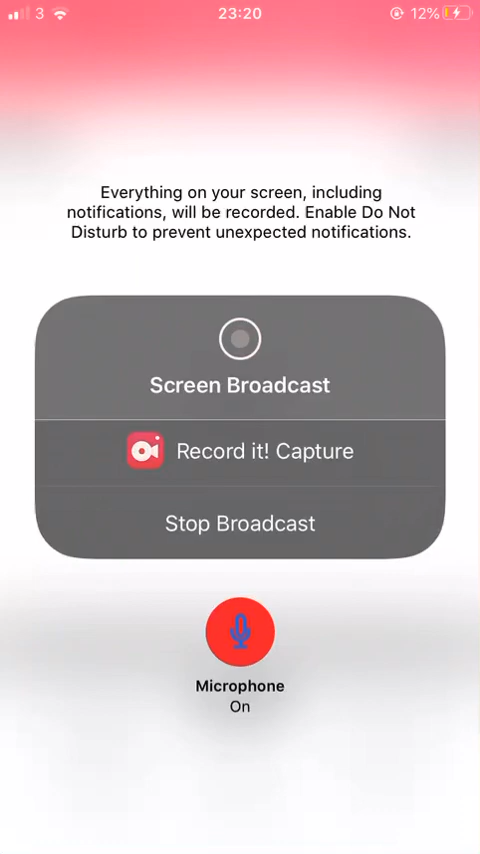 3 23:20 12%
Everything on your screen, including
notifications, will be recorded. Enable Do Not
Disturb to prevent unexpected notifications.
Screen Broadcast
Record it! Capture
Stop Broadcast
Microphone
On